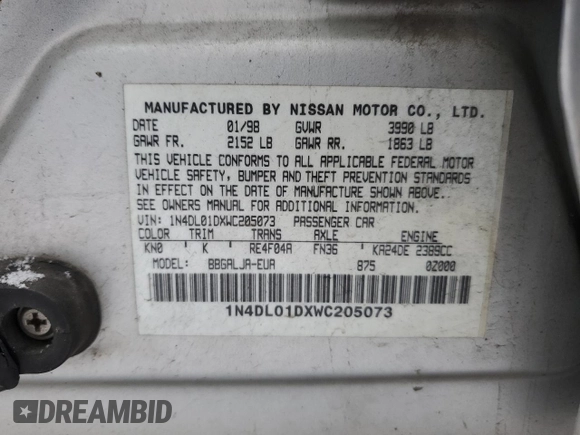 MANUFACTURED BY NISSAN MOTOR CO., LTD.
DATE 01/98 GVWR 3990 LB
GAWR FR. 2152 LB GAWR RR. 1863 LB
THIS VEHICLE CONFORMS TO ALL APPLICABLE FEDERAL MOTOR
VEHICLE SAFETY, BUMPER AND THEFT PREVENTION STANDARDS
IN EFFECT ON THE DATE OF MANUFACTURE SHOWN ABOVE.
SEE OWNERS MANUAL FOR ADDITIONAL INFORMATION.
VIN: 1N4DL01DXWC205073 PASSENGER CAR
COLOR TRIM TRANS AXLE ENGINE
KN0 K RE4F04A FN36 KA24DE 2389CC
MODEL: BBGALJA-EUA 875 0Z000
1N4DL01DXWC205073
DREAMBID